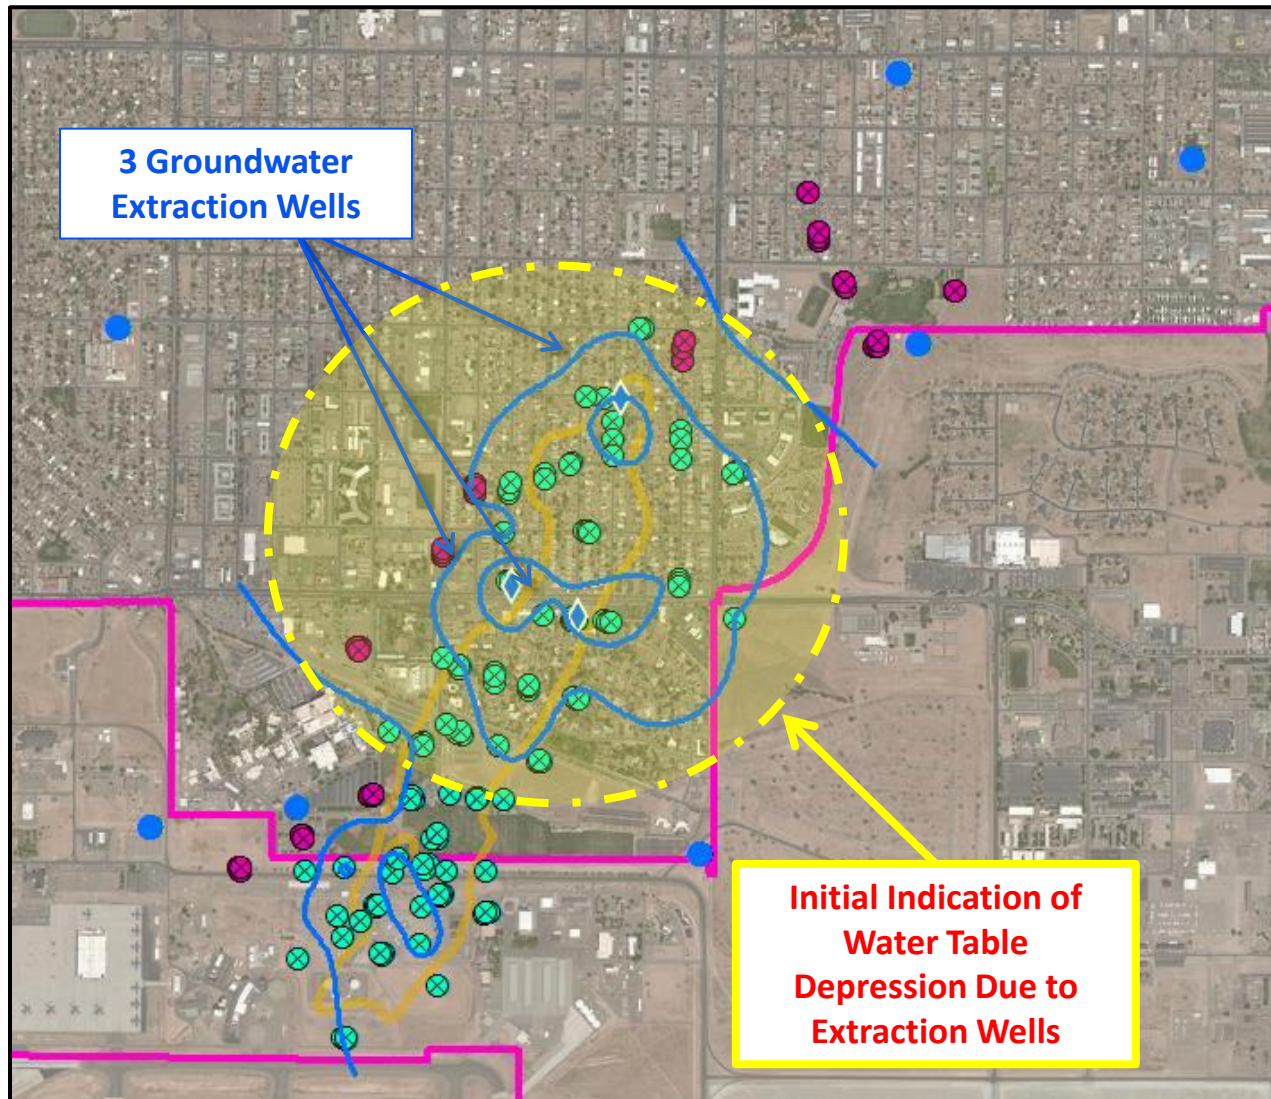 3 Groundwater
Extraction Wells
Initial Indication of
Water Table
Depression Due to
Extraction Wells